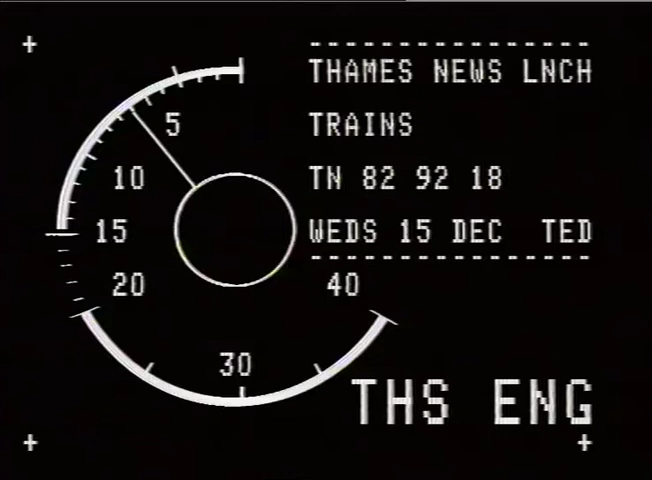 THAMES NEWS LNCH
TRAINS
TN 82 92 18
WEDS 15 DEC TED
5
10
15
20
30
40
THS ENG